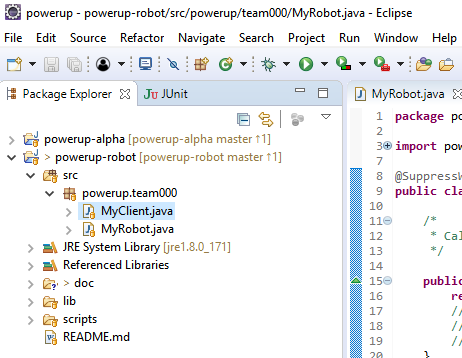 powerup - powerup-robot/src/powerup/team000/MyRobot.java - Eclipse
File Edit Source Refactor Navigate Search Project Run Window Help
Package Explorer JUnit
powerup-alpha [powerup-alpha master ↑1]
> powerup-robot [powerup-robot master ↑1]
src
powerup.team000
MyClient.java
MyRobot.java
JRE System Library [jre1.8.0_171]
Referenced Libraries
> doc
lib
scripts
README.md
MyRobot.java
1 package po
2
3 import pow
5 @SuppressW
9 public cla
10
11 /*
12 * Cal
13 */
14
15 public
16 re
17 //
18 //
19 //
20 }